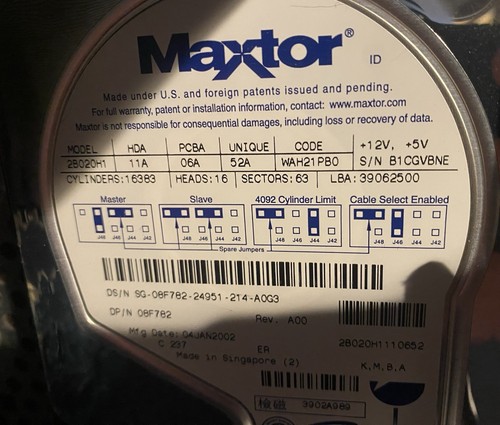 Maxtor®
ID
Made under U.S. and foreign patents issued and pending.
For full warranty, patent or installation information, contact: www.maxtor.com
Maxtor is not responsible for consequential damages, including loss or recovery of data.
MODEL HDA PCBA UNIQUE CODE +12V, +5V
2B020H1 11A 06A 52A WAH21PB0 S/N B1CGVBNE
CYLINDERS:16383 HEADS:16 SECTORS:63 LBA:39062500
Master Slave 4092 Cylinder Limit Cable Select Enabled
J48 J46 J44 J42 J48 J46 J44 J42 J48 J46 J44 J42 J48 J46 J44 J42
Spare Jumpers
DS/N SG-08F782-24951-214-A0G3
DP/N 08F782 Rev. A00
Mfg Date: 04JAN2002
C 237 ER 2B020H1110652
Made in Singapore (2)
K,M,B,A
檢磁 3902A989